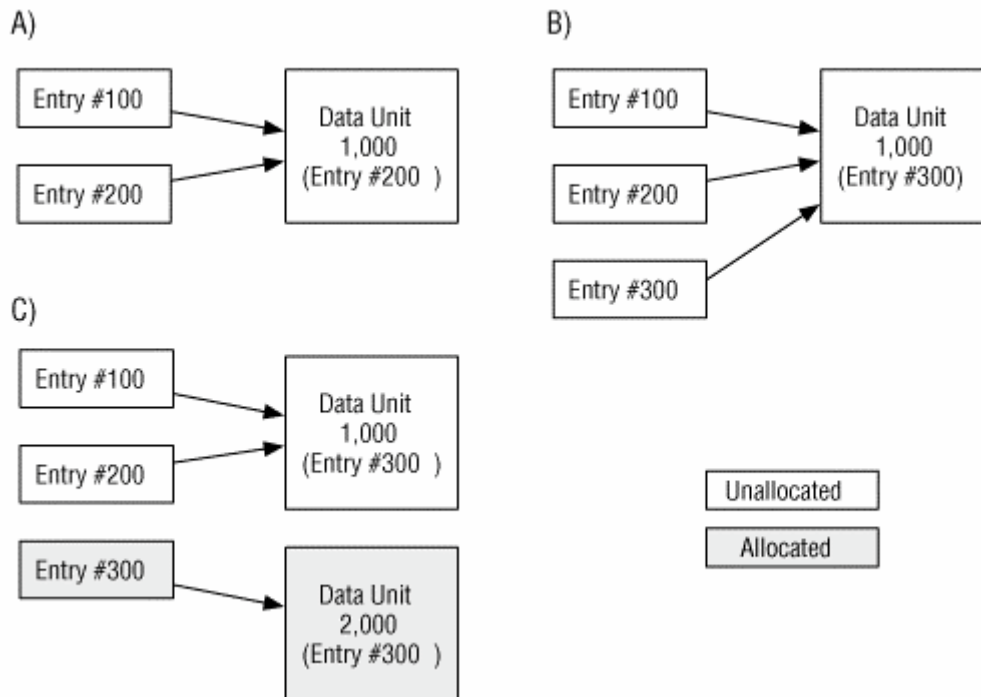 A)
Entry #100
Entry #200
Data Unit
1,000
(Entry #200 )
B)
Entry #100
Entry #200
Entry #300
Data Unit
1,000
(Entry #300)
C)
Entry #100
Entry #200
Entry #300
Data Unit
1,000
(Entry #300 )
Data Unit
2,000
(Entry #300 )
Unallocated
Allocated